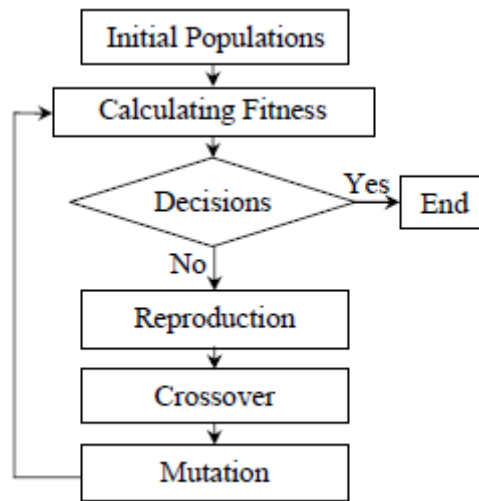 Initial Populations
Calculating Fitness
Decisions
Yes
End
No
Reproduction
Crossover
Mutation